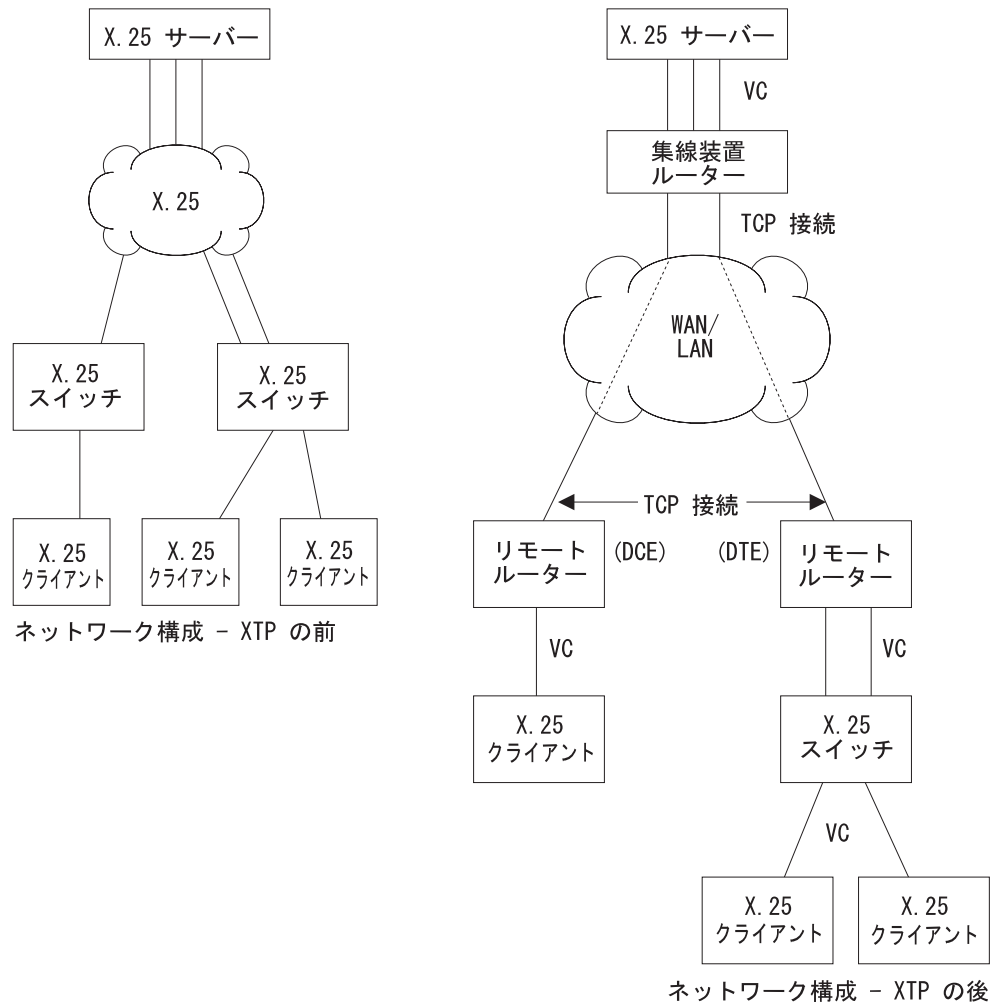 X.25 サーバー
X.25
X.25
スイッチ
X.25
スイッチ
X.25
クライアント
X.25
クライアント
X.25
クライアント
ネットワーク構成 − XTP の前
X.25 サーバー
VC
集線装置
ルーター
TCP 接続
WAN/
LAN
TCP 接続
リモート
ルーター
(DCE)
(DTE)
リモート
ルーター
VC
VC
X.25
クライアント
X.25
スイッチ
VC
X.25
クライアント
X.25
クライアント
ネットワーク構成 − XTP の後